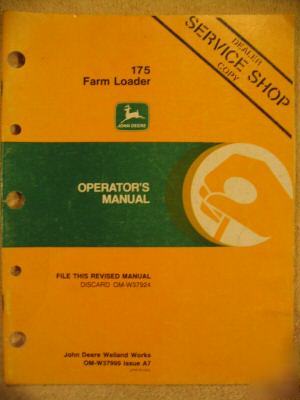 175
Farm Loader
DEALER
SERVICE SHOP
COPY
JOHN DEERE
OPERATOR'S
MANUAL
FILE THIS REVISED MANUAL
DISCARD OM-W37924
John Deere Welland Works
OM-W37999 Issue A7